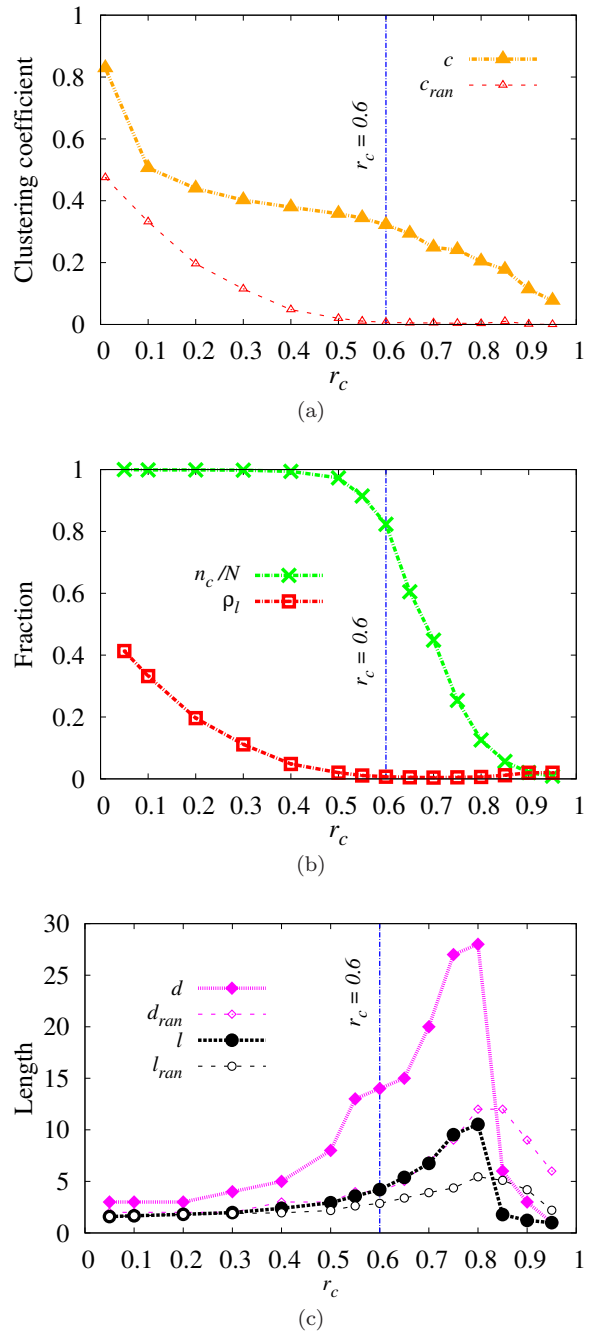 1
0.8
0.6
0.4
0.2
0
Clustering coefficient
c
c_ran
r_c = 0.6
0.1 0.2 0.3 0.4 0.5 0.6 0.7 0.8 0.9 1
r_c
(a)
1
0.8
0.6
0.4
0.2
0
Fraction
n_c/N
ρ_l
r_c = 0.6
0.1 0.2 0.3 0.4 0.5 0.6 0.7 0.8 0.9 1
r_c
(b)
30
25
20
15
10
5
0
Length
d
d_ran
l
l_ran
r_c = 0.6
0 0.1 0.2 0.3 0.4 0.5 0.6 0.7 0.8 0.9 1
r_c
(c)